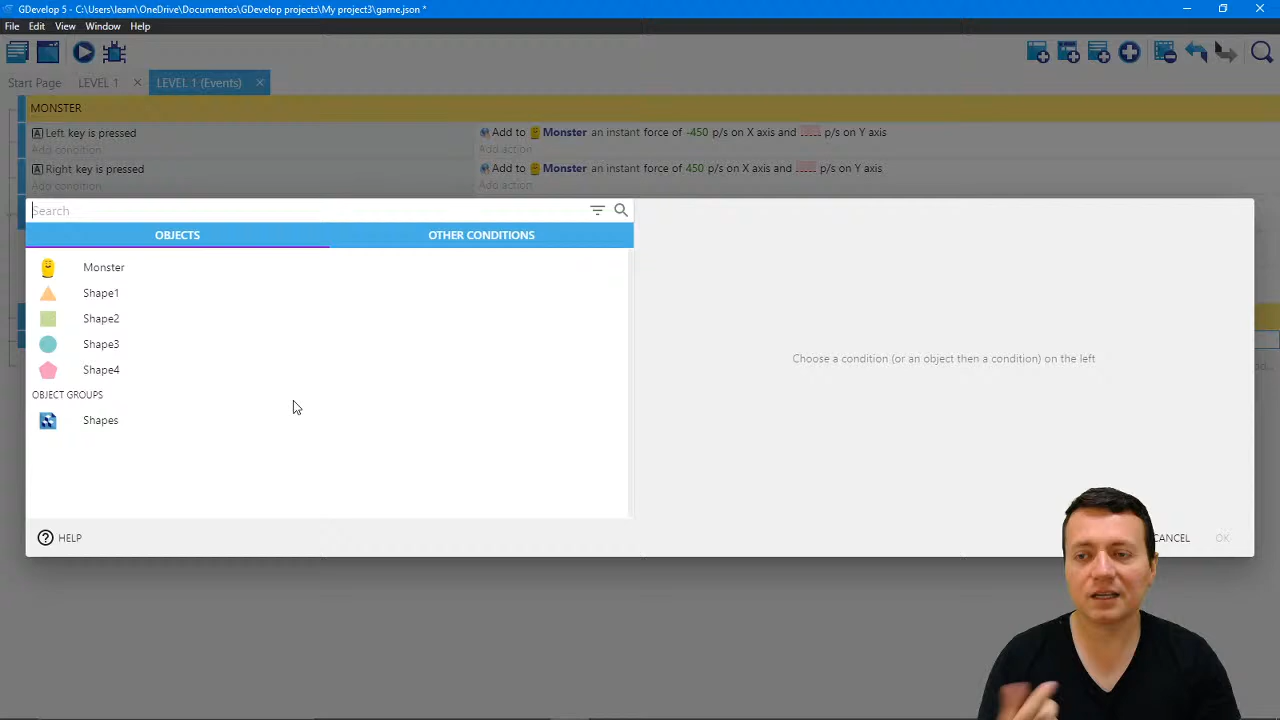 GDevelop 5 - C:\Users\learn\OneDrive\Documentos\GDevelop projects\My project3\game.json *
File Edit View Window Help
Start Page LEVEL 1 LEVEL 1 (Events)
MONSTER
Left key is pressed Add to Monster an instant force of -450 p/s on X axis and p/s on Y axis
Add condition Add action
Right key is pressed Add to Monster an instant force of 450 p/s on X axis and p/s on Y axis
Add condition Add action
Search
OBJECTS OTHER CONDITIONS
Monster
Shape1
Shape2
Shape3
Choose a condition (or an object then a condition) on the left
Shape4
OBJECT GROUPS
Shapes
HELP CANCEL OK